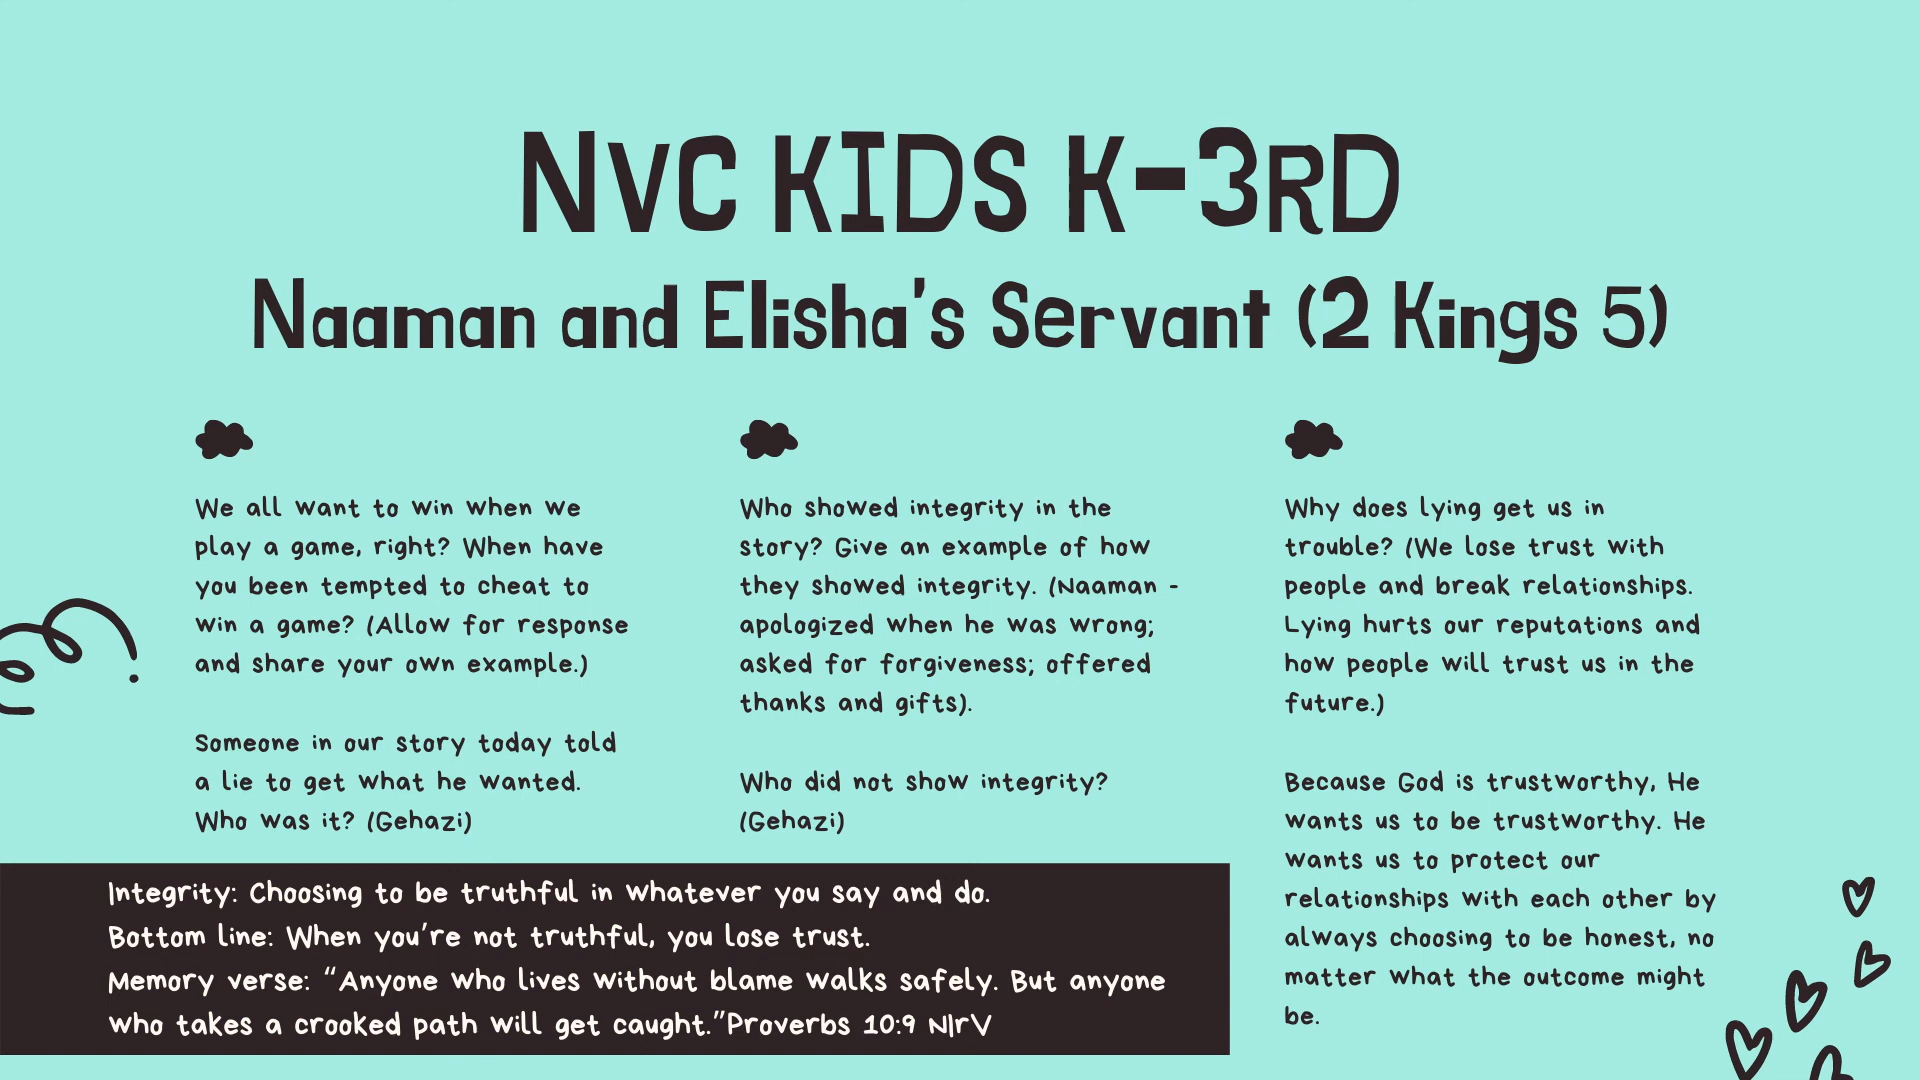 NVC KIDS K-3RD
Naaman and Elisha's Servant (2 Kings 5)
We all want to win when we
play a game, right? When have
you been tempted to cheat to
win a game? (Allow for response
and share your own example.)
Someone in our story today told
a lie to get what he wanted.
Who was it? (Gehazi)
Who showed integrity in the
story? Give an example of how
they showed integrity. (Naaman -
apologized when he was wrong;
asked for forgiveness; offered
thanks and gifts).
Who did not show integrity?
(Gehazi)
Why does lying get us in
trouble? (We lose trust with
people and break relationships.
Lying hurts our reputations and
how people will trust us in the
future.)
Because God is trustworthy, He
wants us to be trustworthy. He
wants us to protect our
relationships with each other by
always choosing to be honest, no
matter what the outcome might
be.
Integrity: Choosing to be truthful in whatever you say and do.
Bottom line: When you're not truthful, you lose trust.
Memory verse: “Anyone who lives without blame walks safely. But anyone
who takes a crooked path will get caught.”Proverbs 10:9 NIrV